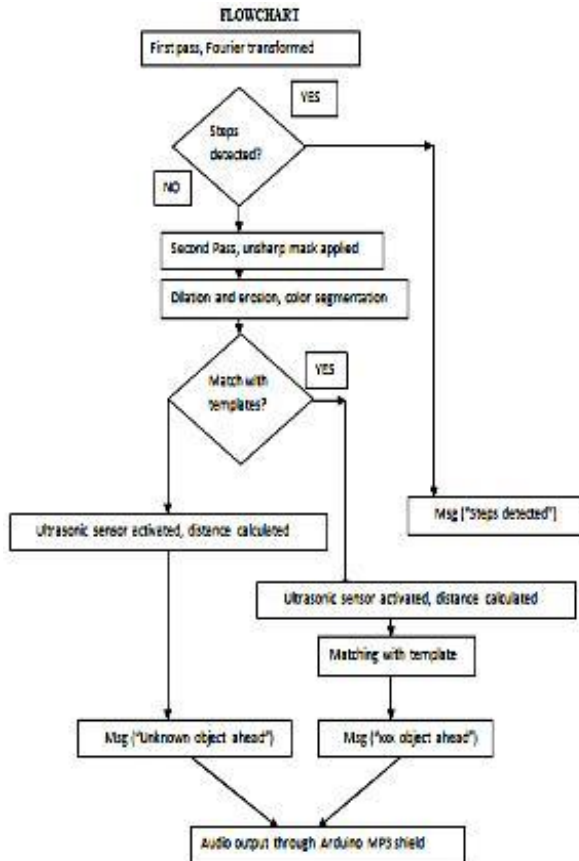 FLOWCHART
First pass, Fourier transformed
YES
Steps
detected?
NO
Second Pass, unsharp mask applied
Dilation and erosion, color segmentation
YES
Match with
templates?
Msg ("Steps detected")
Ultrasonic sensor activated, distance calculated
Ultrasonic sensor activated, distance calculated
Matching with template
Msg ("Unknown object ahead")
Msg ("xxx object ahead")
Audio output through Arduino MP3 shield